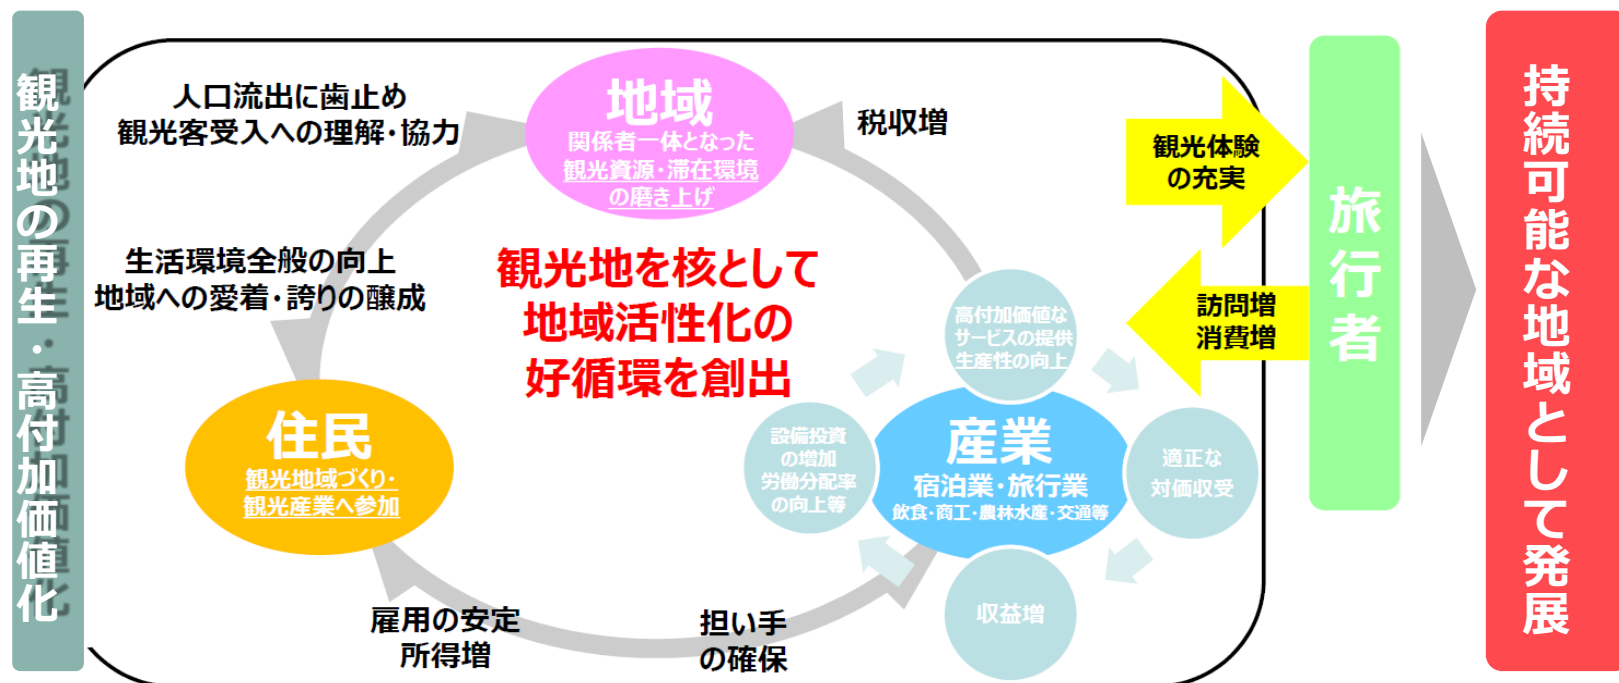 観光地の再生・高付加価値化
人口流出に歯止め
観光客受入への理解・協力
地域
関係者一体となった
観光資源・滞在環境
の磨き上げ
税収増
生活環境全般の向上
地域への愛着・誇りの醸成
観光地を核として
地域活性化の
好循環を創出
住民
観光地域づくり・
観光産業へ参加
雇用の安定
所得増
担い手
の確保
産業
宿泊業・旅行業
飲食・商工・農林水産・交通等
高付加価値な
サービスの提供
生産性の向上
適正な
対価収受
収益増
設備投資
の増加
労働分配率
の向上等
観光体験
の充実
訪問増
消費増
旅行者
持続可能な地域として発展